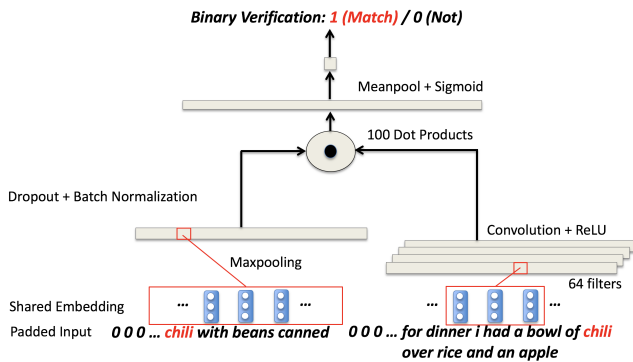 Binary Verification: 1 (Match) / 0 (Not)
Meanpool + Sigmoid
100 Dot Products
Dropout + Batch Normalization
Convolution + ReLU
Maxpooling
64 filters
Shared Embedding
... ... ... ...
Padded Input
0 0 0 ... chili with beans canned
0 0 0 ... for dinner i had a bowl of chili
over rice and an apple